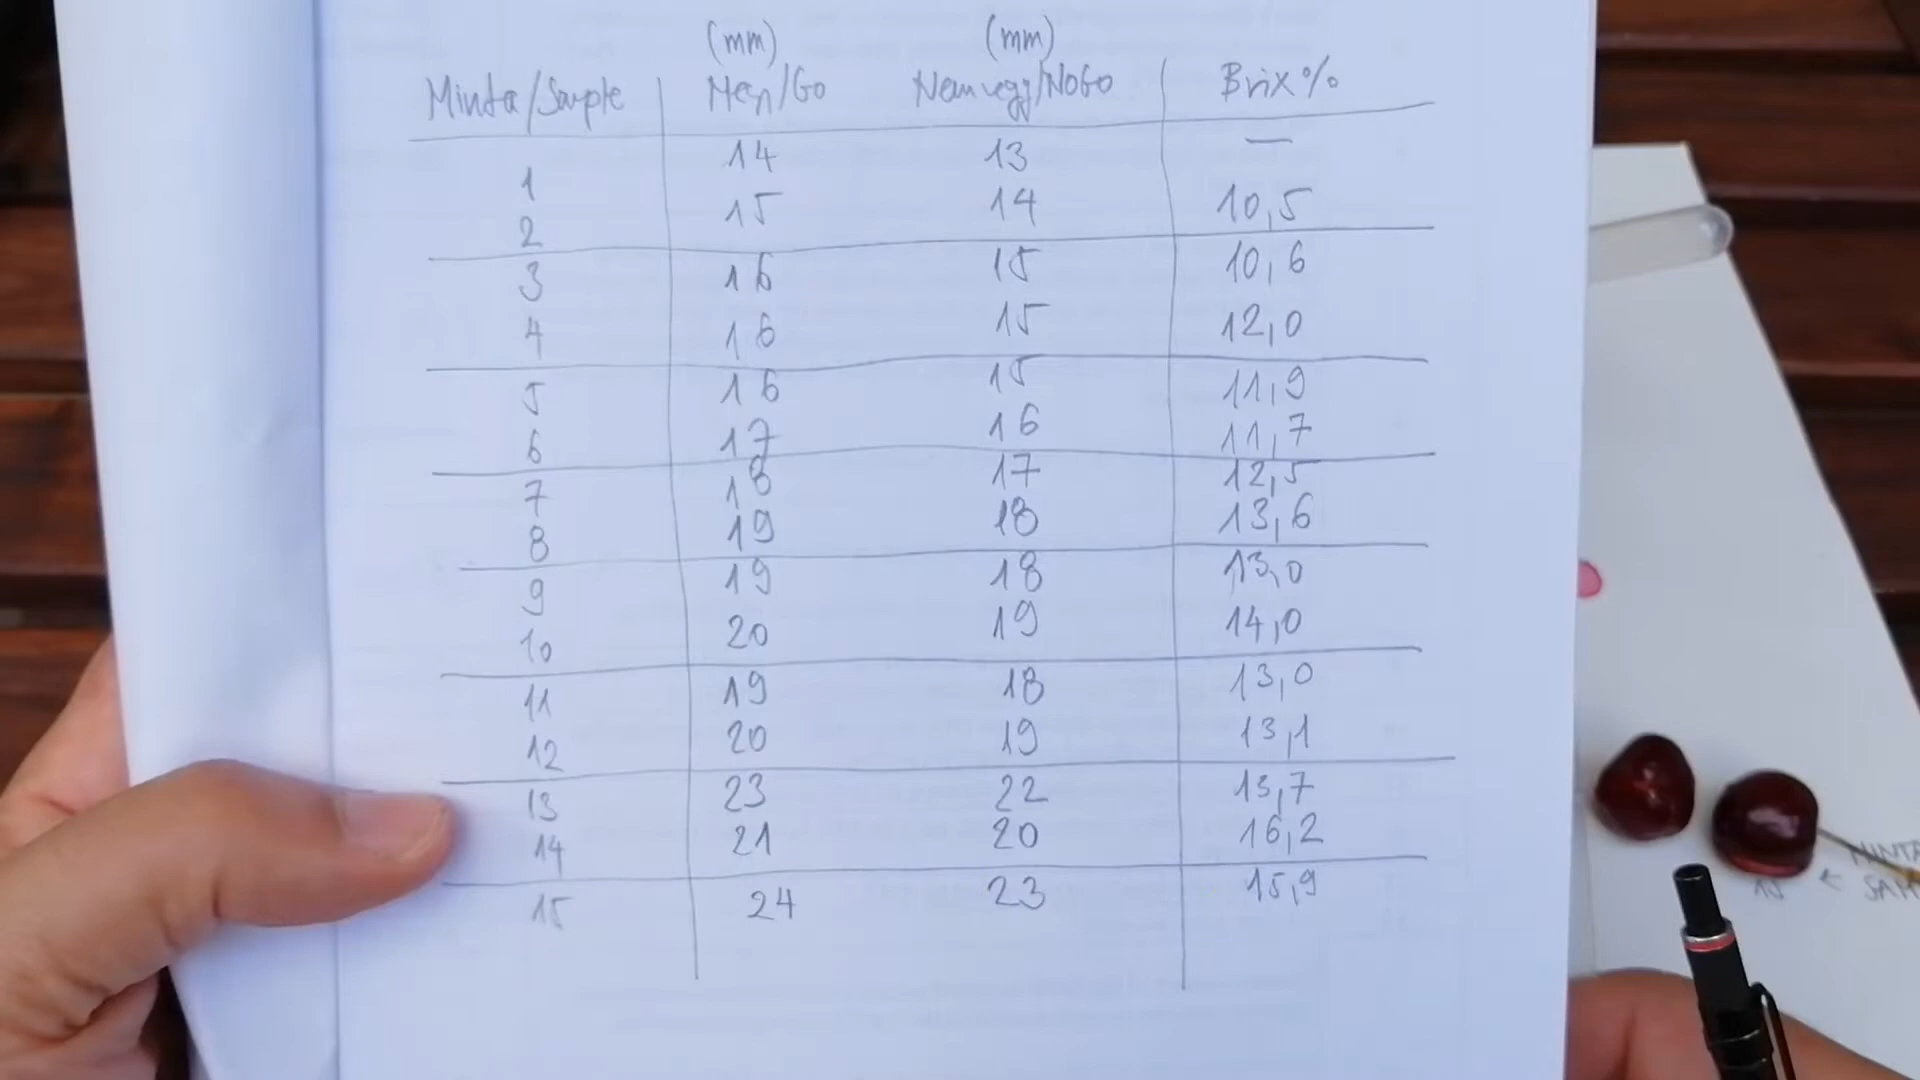 (mm) (mm)
Minta/Sample Megy/Go Nem megy/NoGo Brix %
1 14 13 —
2 15 14 10,5
3 16 15 10,6
4 16 15 12,0
5 16 15 11,9
6 17 16 11,7
7 18 17 12,5
8 19 18 13,6
9 19 18 13,0
10 20 19 14,0
11 19 18 13,0
12 20 19 13,1
13 23 22 13,7
14 21 20 16,2
15 24 23 15,9
MINTA
15 ← SAM